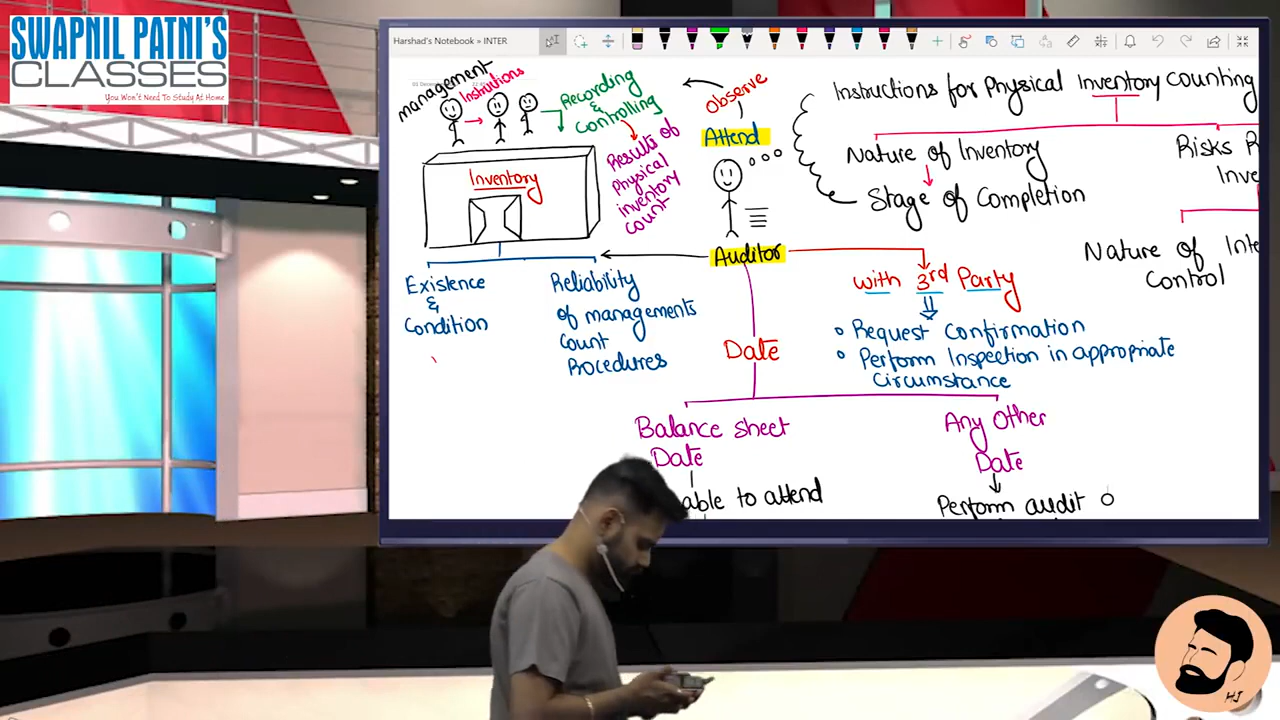 SWAPNIL PATNI'S
CLASSES
You Won't Need To Study At Home
Harshad's Notebook » INTER
management
Instructions
Recording
&
Controlling
Results of
physical
inventory
count
Inventory
Observe
Attend
Auditor
Existence
&
Condition
Reliability
of managements
Count
Procedures
Date
with 3rd Party
Request Confirmation
Perform Inspection in appropriate
Circumstance
Balance sheet
Date
able to attend
Any Other
Date
Perform audit
Instructions for Physical Inventory Counting
Nature of Inventory
Stage of Completion
Risks R
Inve
Nature of Inte
Control
HJ